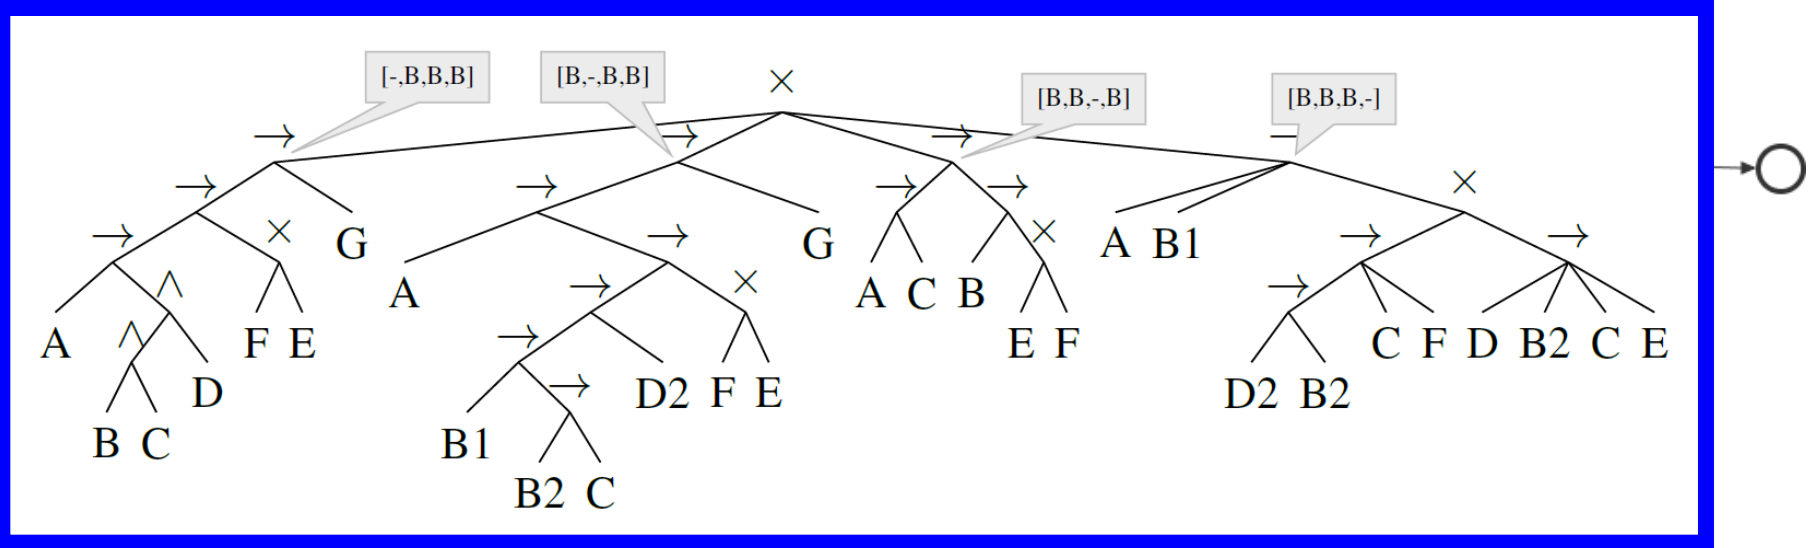 [-,B,B,B] [B,-,B,B] × [B,B,-,B] [B,B,B,-]
→ → → →
→ → → → ×
→ × G → G × A B1 → →
∧ A → × A C B →
A ∧ F E → E F C F D B2 C E
D B1 → D2 F E D2 B2
B C B2 C